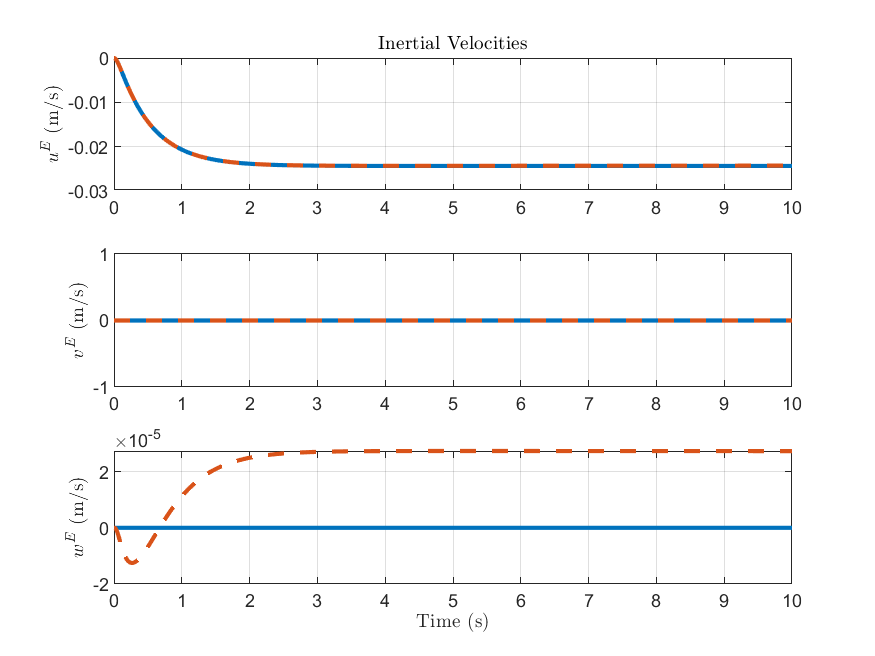 Inertial Velocities
0
-0.01
-0.02
-0.03
u^E (m/s)
0 1 2 3 4 5 6 7 8 9 10
1
0
-1
v^E (m/s)
0 1 2 3 4 5 6 7 8 9 10
×10^-5
2
0
-2
w^E (m/s)
0 1 2 3 4 5 6 7 8 9 10
Time (s)